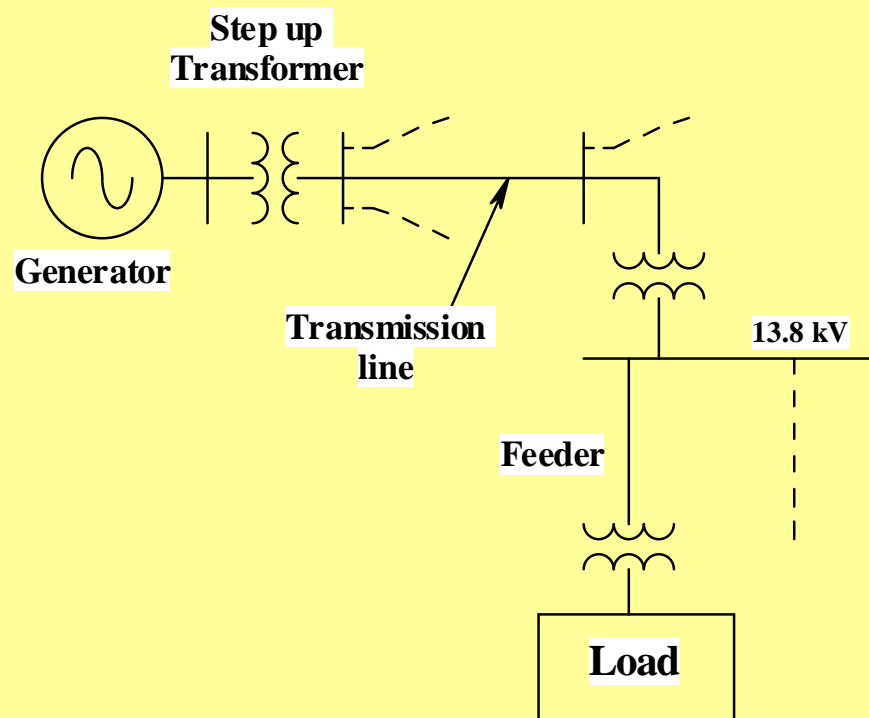 Step up
Transformer
Generator
Transmission
line
13.8 kV
Feeder
Load